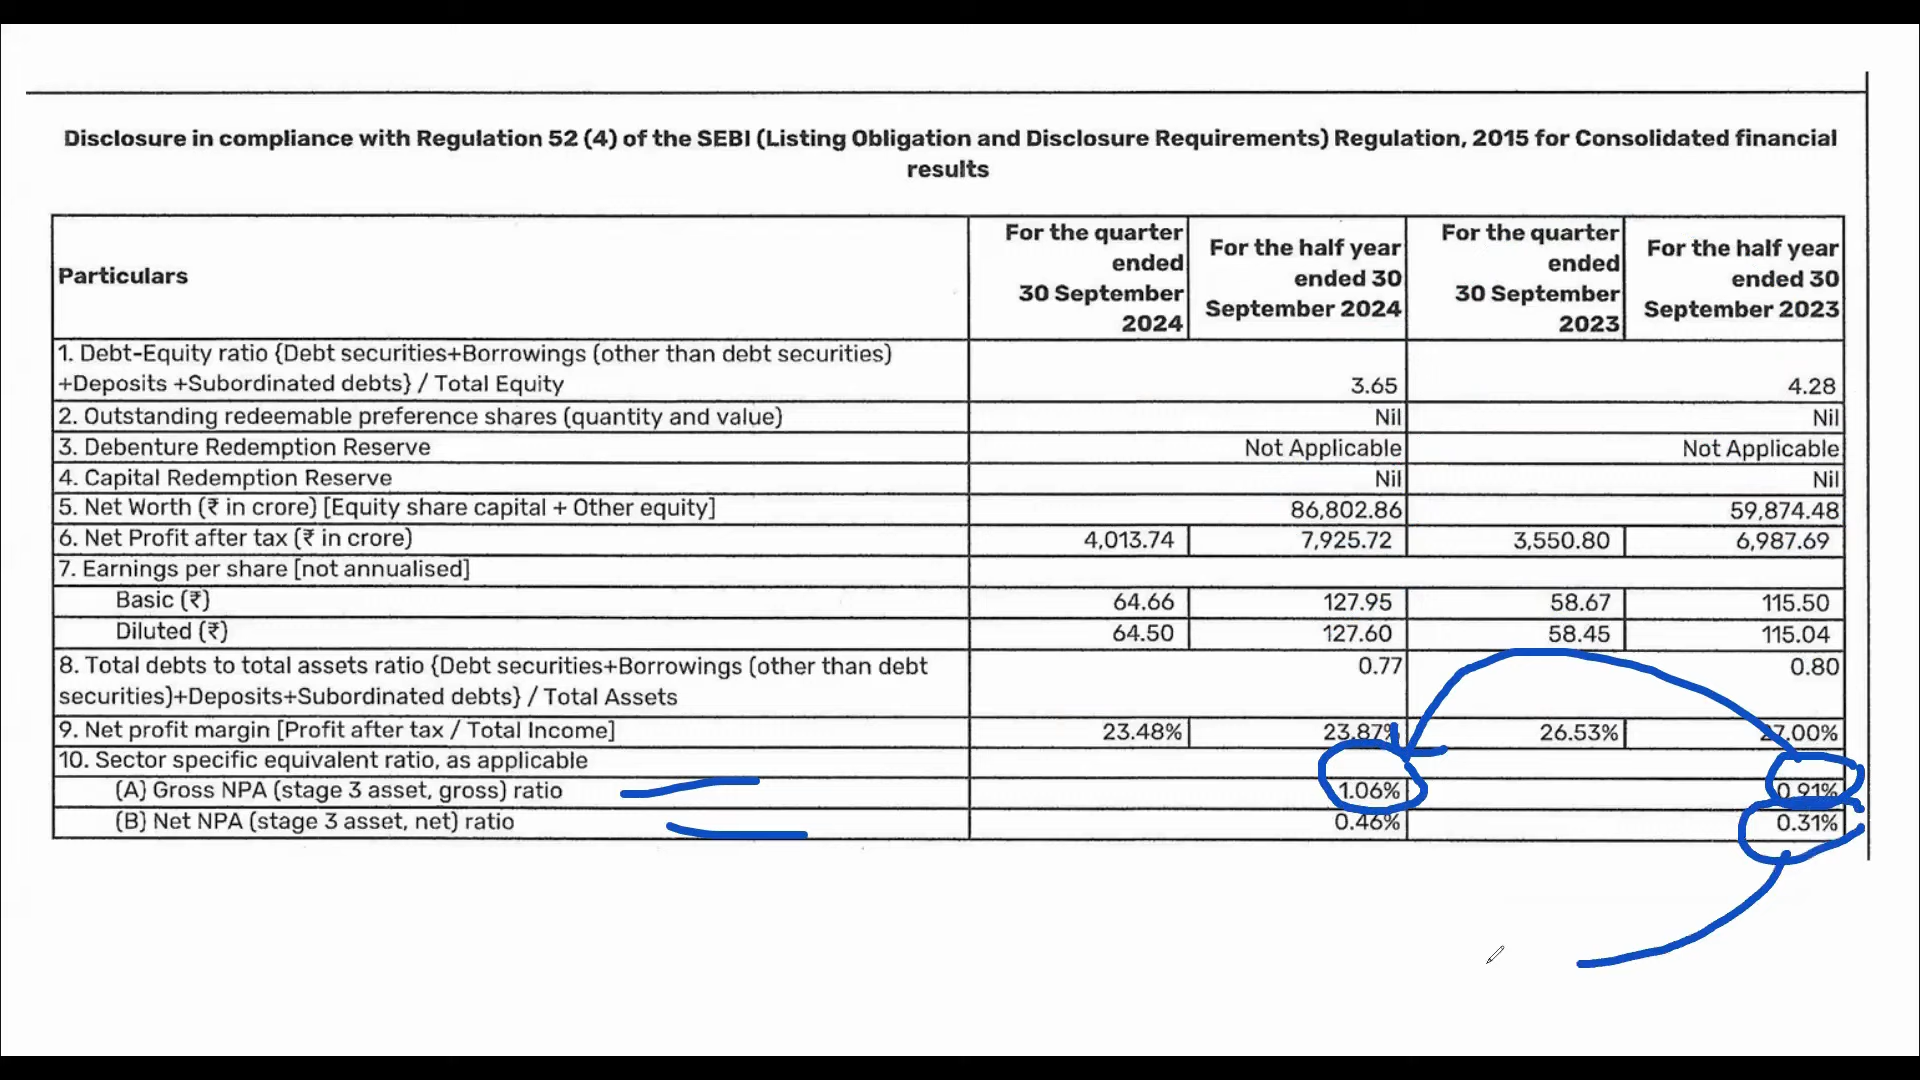 Disclosure in compliance with Regulation 52 (4) of the SEBI (Listing Obligation and Disclosure Requirements) Regulation, 2015 for Consolidated financial
results
Particulars
For the quarter
ended
30 September
2024
For the half year
ended 30
September 2024
For the quarter
ended
30 September
2023
For the half year
ended 30
September 2023
1. Debt-Equity ratio {Debt securities+Borrowings (other than debt securities)
+Deposits +Subordinated debts} / Total Equity
3.65
4.28
2. Outstanding redeemable preference shares (quantity and value)
Nil
Nil
3. Debenture Redemption Reserve
Not Applicable
Not Applicable
4. Capital Redemption Reserve
Nil
Nil
5. Net Worth (₹ in crore) [Equity share capital + Other equity]
86,802.86
59,874.48
6. Net Profit after tax (₹ in crore)
4,013.74
7,925.72
3,550.80
6,987.69
7. Earnings per share [not annualised]
Basic (₹)
64.66
127.95
58.67
115.50
Diluted (₹)
64.50
127.60
58.45
115.04
8. Total debts to total assets ratio {Debt securities+Borrowings (other than debt
securities)+Deposits+Subordinated debts} / Total Assets
0.77
0.80
9. Net profit margin [Profit after tax / Total Income]
23.48%
23.87%
26.53%
27.00%
10. Sector specific equivalent ratio, as applicable
(A) Gross NPA (stage 3 asset, gross) ratio
1.06%
0.91%
(B) Net NPA (stage 3 asset, net) ratio
0.46%
0.31%